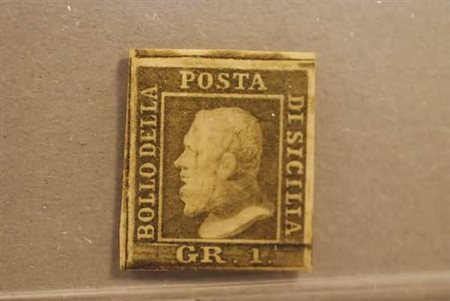 BOLLO DELLA
POSTA
DI SICILIA
GR. 1.